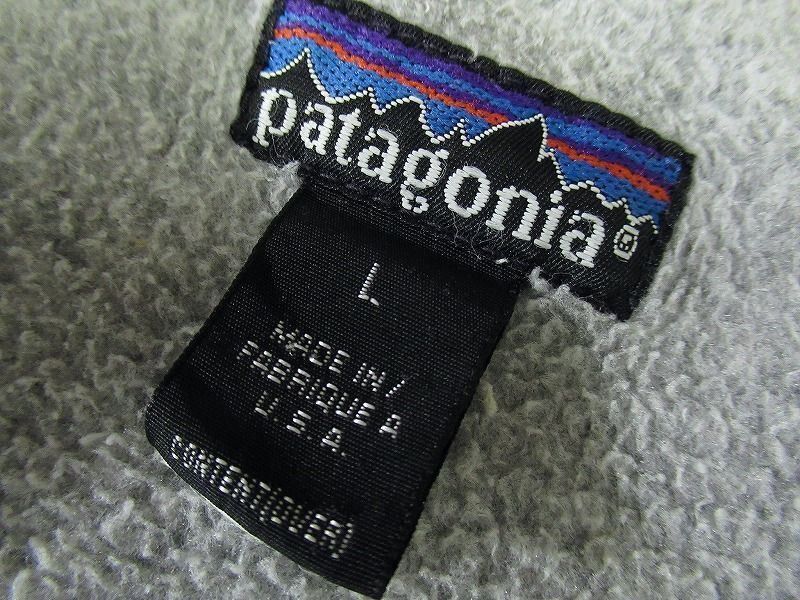 patagonia®
L
MADE IN/
FABRIQUE A
U.S.A.
CONTENT(OVER)